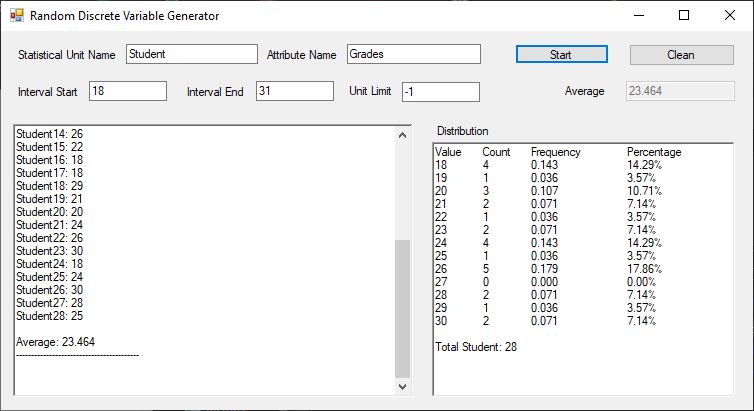 Random Discrete Variable Generator
Statistical Unit Name Student Attribute Name Grades Start Clean
Interval Start 18 Interval End 31 Unit Limit -1 Average 23.464
Student14: 26
Student15: 22
Student16: 18
Student17: 18
Student18: 29
Student19: 21
Student20: 20
Student21: 24
Student22: 26
Student23: 30
Student24: 18
Student25: 24
Student26: 30
Student27: 28
Student28: 25
Average: 23.464
-----------------------------------------
Distribution
Value Count Frequency Percentage
18 4 0.143 14.29%
19 1 0.036 3.57%
20 3 0.107 10.71%
21 2 0.071 7.14%
22 1 0.036 3.57%
23 2 0.071 7.14%
24 4 0.143 14.29%
25 1 0.036 3.57%
26 5 0.179 17.86%
27 0 0.000 0.00%
28 2 0.071 7.14%
29 1 0.036 3.57%
30 2 0.071 7.14%
Total Student: 28